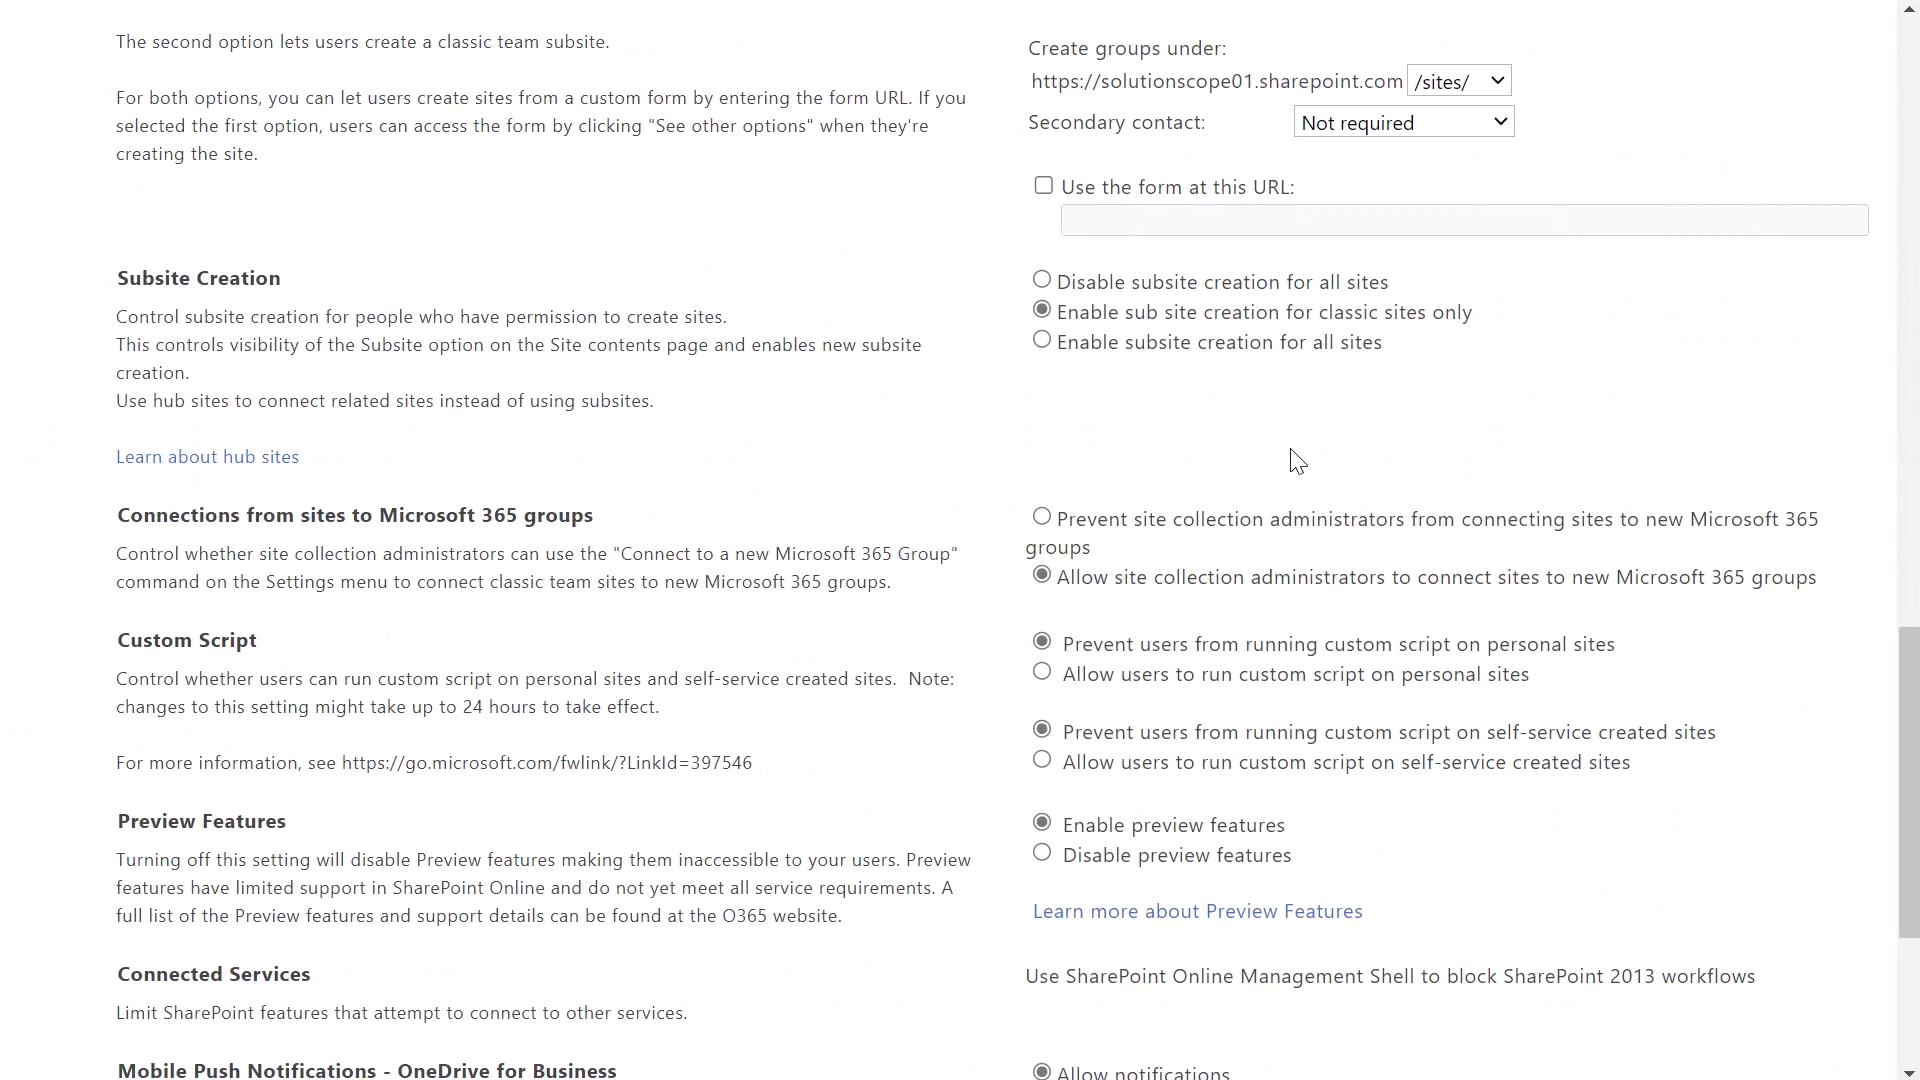 The second option lets users create a classic team subsite.
For both options, you can let users create sites from a custom form by entering the form URL. If you
selected the first option, users can access the form by clicking "See other options" when they're
creating the site.
Create groups under:
https://solutionscope01.sharepoint.com /sites/
Secondary contact: Not required
Use the form at this URL:
Subsite Creation
Control subsite creation for people who have permission to create sites.
This controls visibility of the Subsite option on the Site contents page and enables new subsite
creation.
Use hub sites to connect related sites instead of using subsites.
Learn about hub sites
Disable subsite creation for all sites
Enable sub site creation for classic sites only
Enable subsite creation for all sites
Connections from sites to Microsoft 365 groups
Control whether site collection administrators can use the "Connect to a new Microsoft 365 Group"
command on the Settings menu to connect classic team sites to new Microsoft 365 groups.
Prevent site collection administrators from connecting sites to new Microsoft 365
groups
Allow site collection administrators to connect sites to new Microsoft 365 groups
Custom Script
Control whether users can run custom script on personal sites and self-service created sites. Note:
changes to this setting might take up to 24 hours to take effect.
For more information, see https://go.microsoft.com/fwlink/?LinkId=397546
Prevent users from running custom script on personal sites
Allow users to run custom script on personal sites
Prevent users from running custom script on self-service created sites
Allow users to run custom script on self-service created sites
Preview Features
Turning off this setting will disable Preview features making them inaccessible to your users. Preview
features have limited support in SharePoint Online and do not yet meet all service requirements. A
full list of the Preview features and support details can be found at the O365 website.
Enable preview features
Disable preview features
Learn more about Preview Features
Connected Services
Limit SharePoint features that attempt to connect to other services.
Use SharePoint Online Management Shell to block SharePoint 2013 workflows
Mobile Push Notifications - OneDrive for Business
Allow notifications